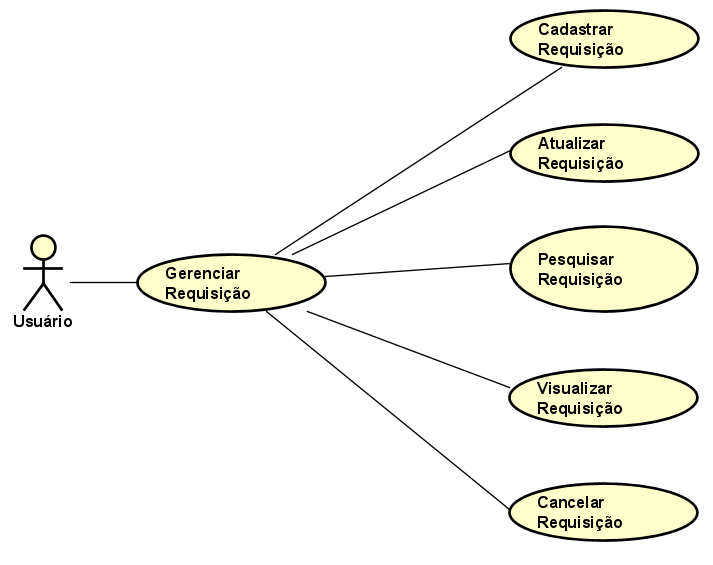 Cadastrar
Requisição
Atualizar
Requisição
Pesquisar
Requisição
Gerenciar
Requisição
Usuário
Visualizar
Requisição
Cancelar
Requisição